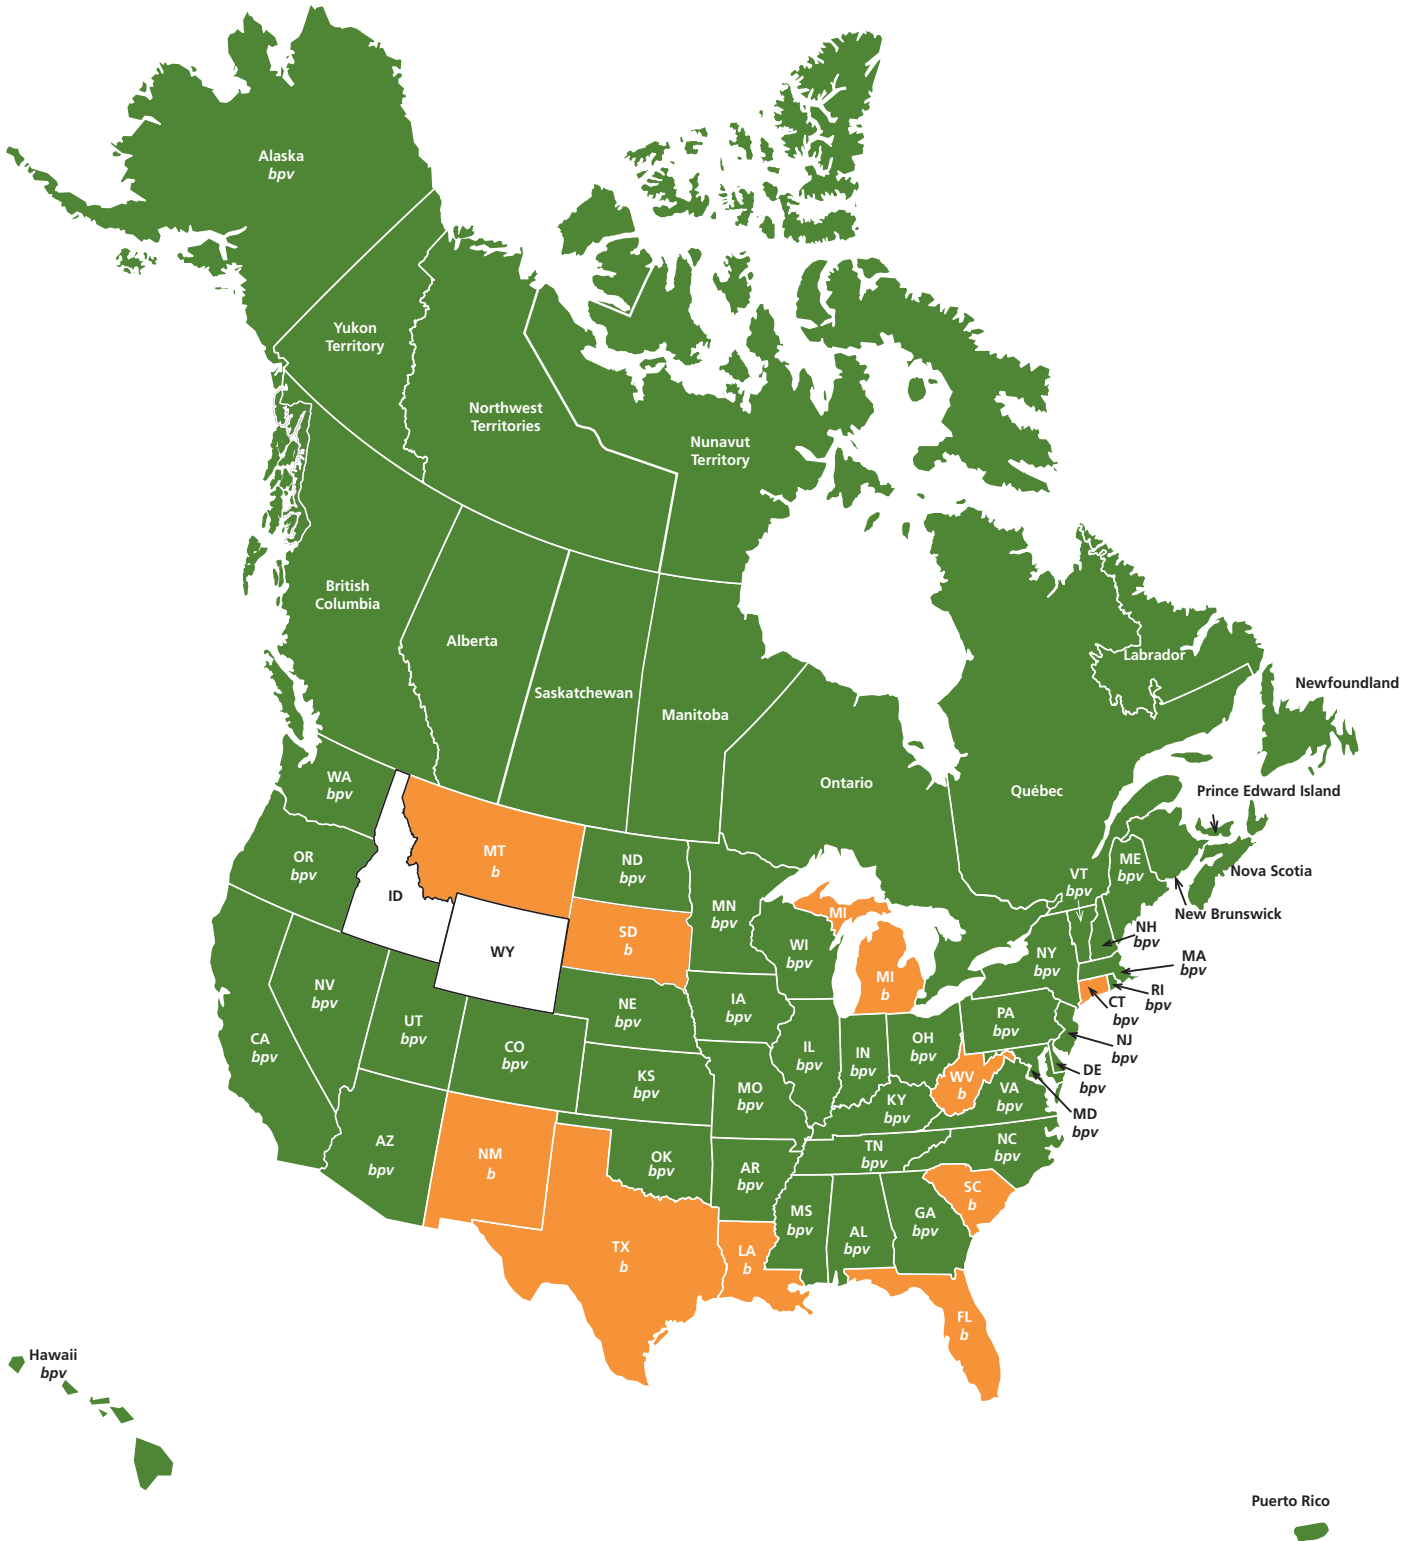 Alaska
bpv
Yukon
Territory
Northwest
Territories
Nunavut
Territory
British
Columbia
Alberta
Saskatchewan
Manitoba
Ontario
Québec
Labrador
Newfoundland
Prince Edward Island
Nova Scotia
New Brunswick
WA
bpv
OR
bpv
ID
MT
b
ND
bpv
MN
bpv
WI
bpv
MI
MI
b
VT
bpv
ME
bpv
NH
bpv
MA
bpv
RI
bpv
CT
bpv
NY
bpv
PA
bpv
NJ
bpv
DE
bpv
MD
bpv
WY
SD
b
NE
bpv
IA
bpv
IL
bpv
IN
bpv
OH
bpv
WV
b
VA
bpv
CA
bpv
NV
bpv
UT
bpv
CO
bpv
KS
bpv
MO
bpv
KY
bpv
NC
bpv
TN
bpv
AZ
bpv
NM
b
OK
bpv
AR
bpv
SC
b
MS
bpv
AL
bpv
GA
bpv
TX
b
LA
b
FL
b
Hawaii
bpv
Puerto Rico